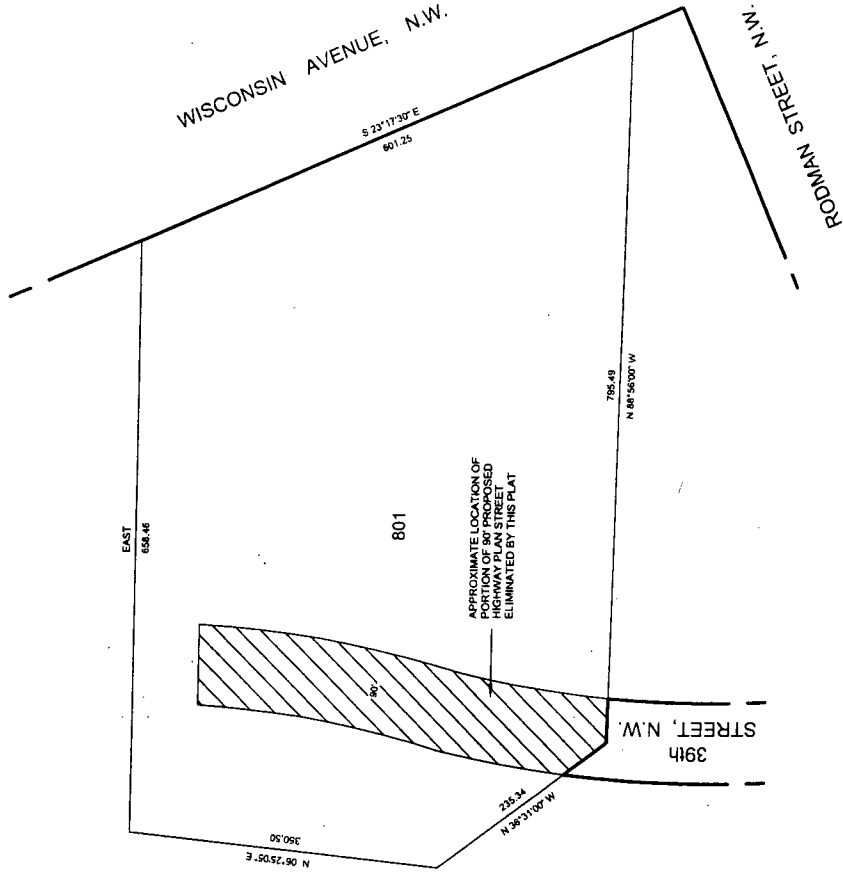 WISCONSIN AVENUE, N.W.
S 23°17'30" E
601.25
RODMAN STREET, N.W.
EAST
658.46
795.49
N 88°56'00" W
801
APPROXIMATE LOCATION OF
PORTION OF 90' PROPOSED
HIGHWAY PLAN STREET
ELIMINATED BY THIS PLAT
90'
39th
STREET, N.W.
235.34
N 36°31'00" W
350.50
N 06°25'05" E